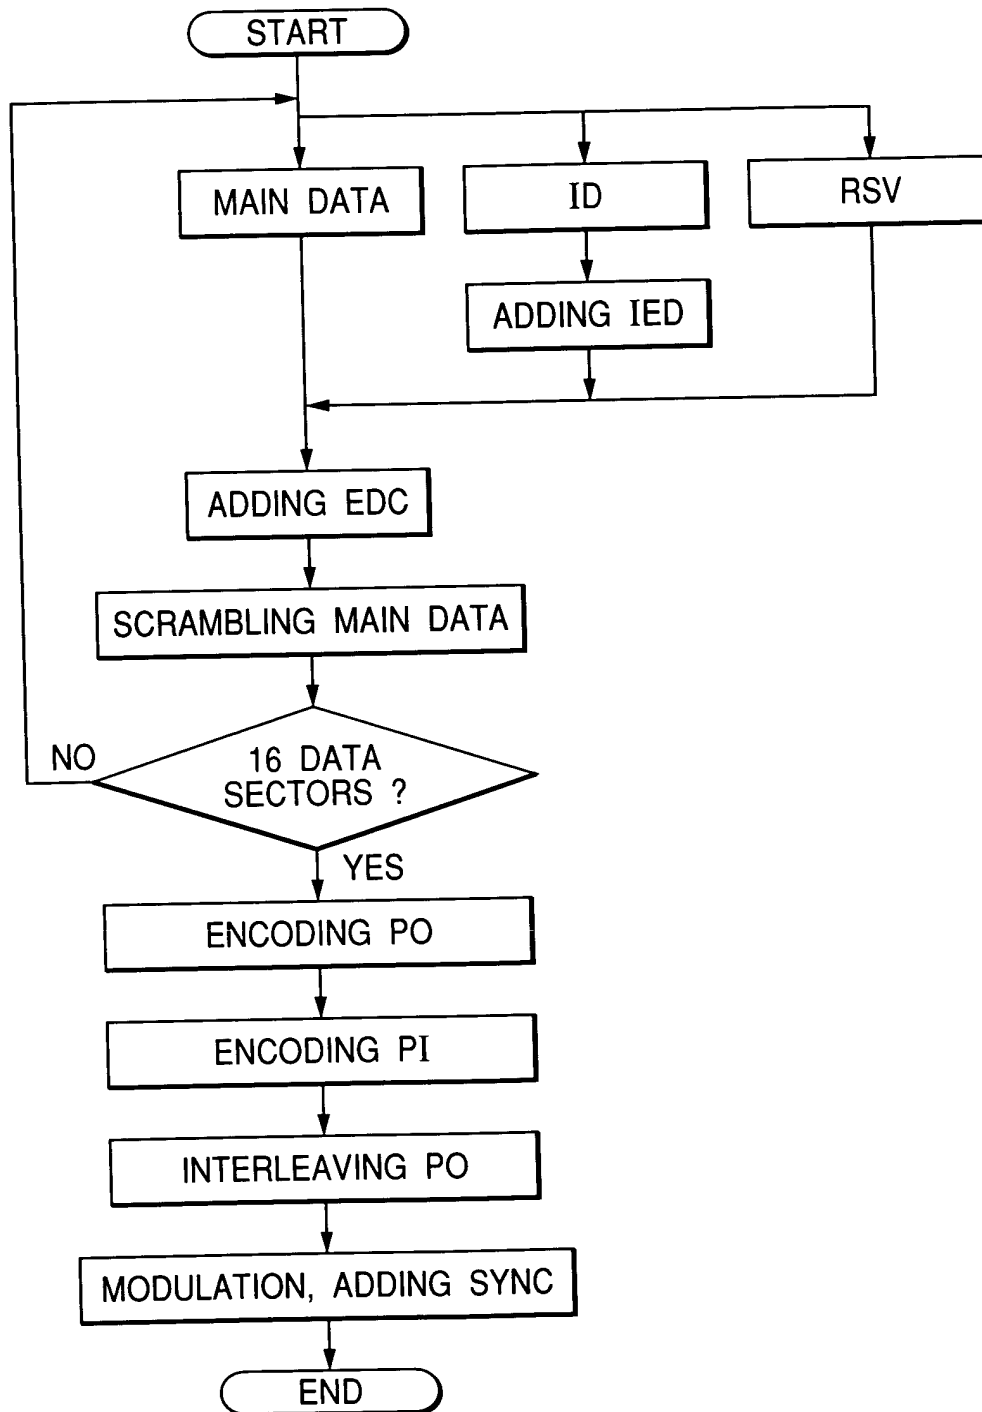 START
MAIN DATA
ID
RSV
ADDING IED
ADDING EDC
SCRAMBLING MAIN DATA
NO
16 DATA
SECTORS ?
YES
ENCODING PO
ENCODING PI
INTERLEAVING PO
MODULATION, ADDING SYNC
END